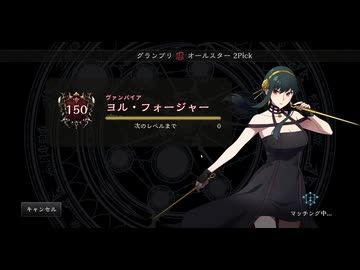 グランプリ オールスター 2Pick
ヴァンパイア
150
ヨル・フォージャー
次のレベルまで 0
マッチング中...
キャンセル